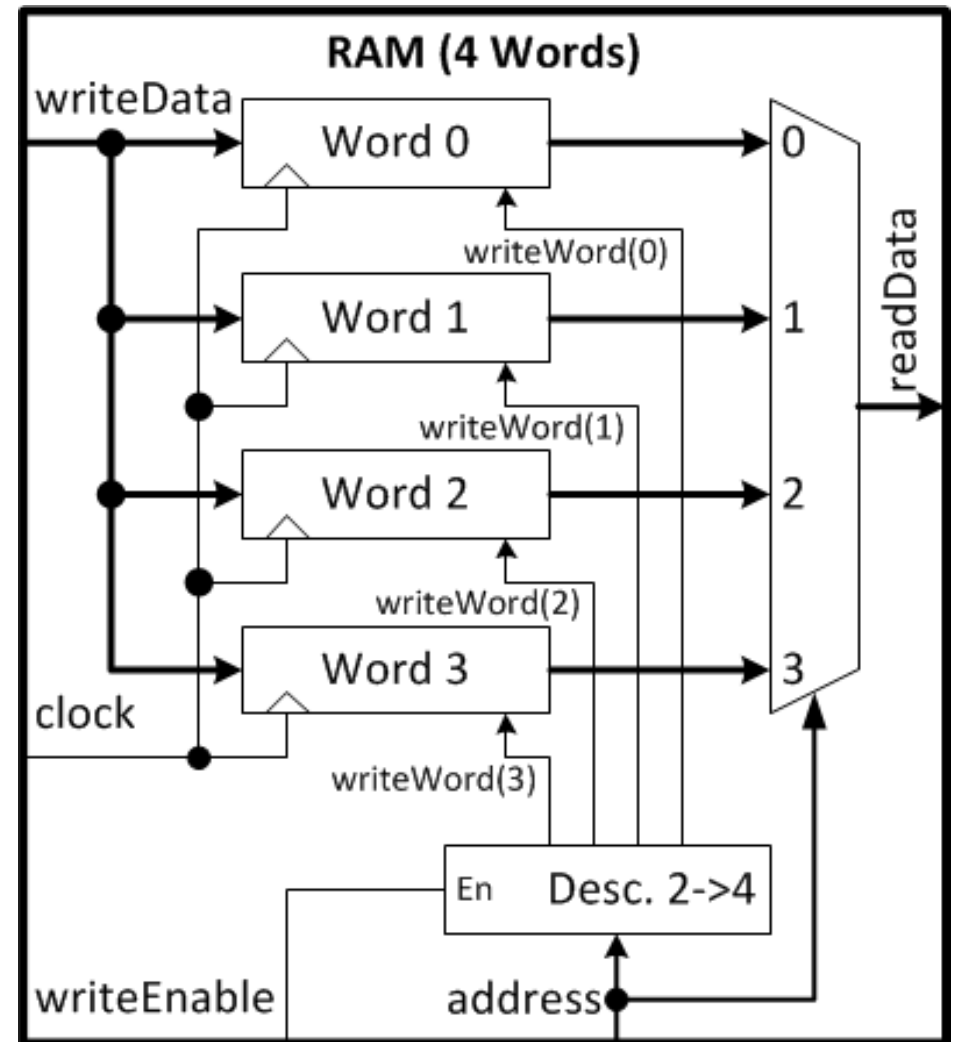 RAM (4 Words)
writeData
Word 0
0
writeWord(0)
readData
Word 1
1
writeWord(1)
Word 2
2
writeWord(2)
Word 3
3
clock
writeWord(3)
En
Desc. 2->4
writeEnable
address